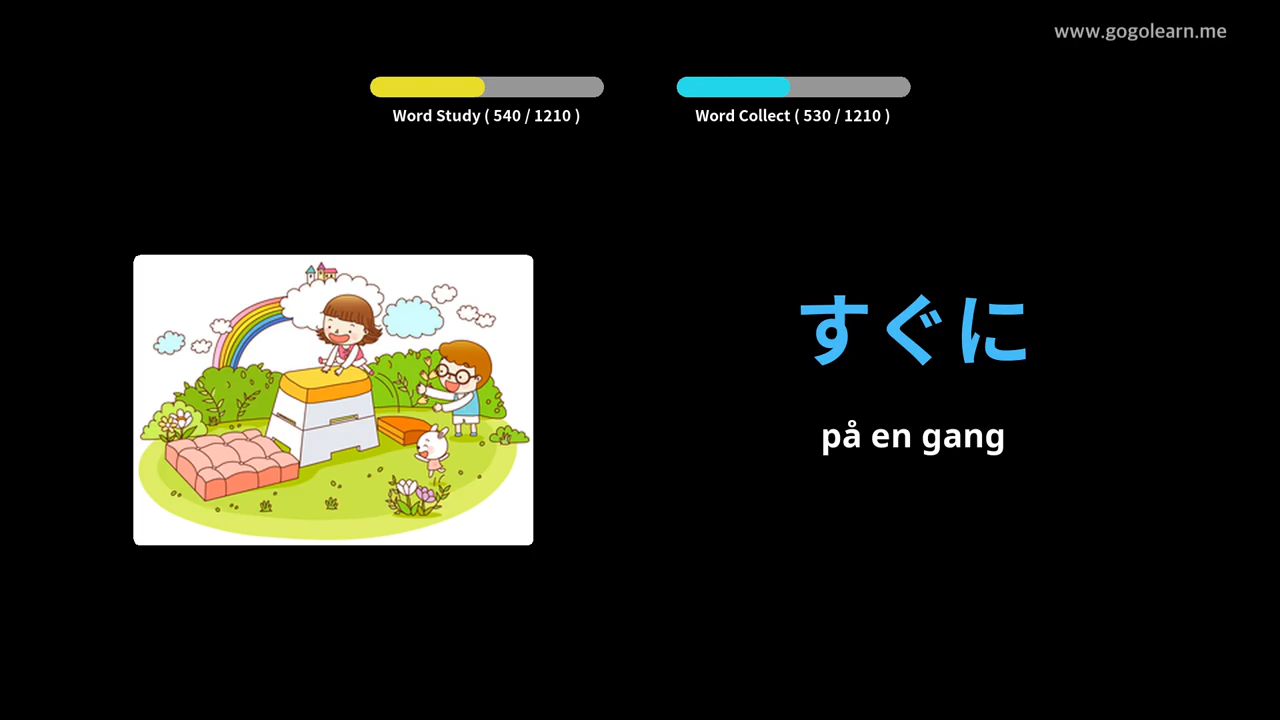 www.gogolearn.me
Word Study ( 540 / 1210 )
Word Collect ( 530 / 1210 )
すぐに
på en gang